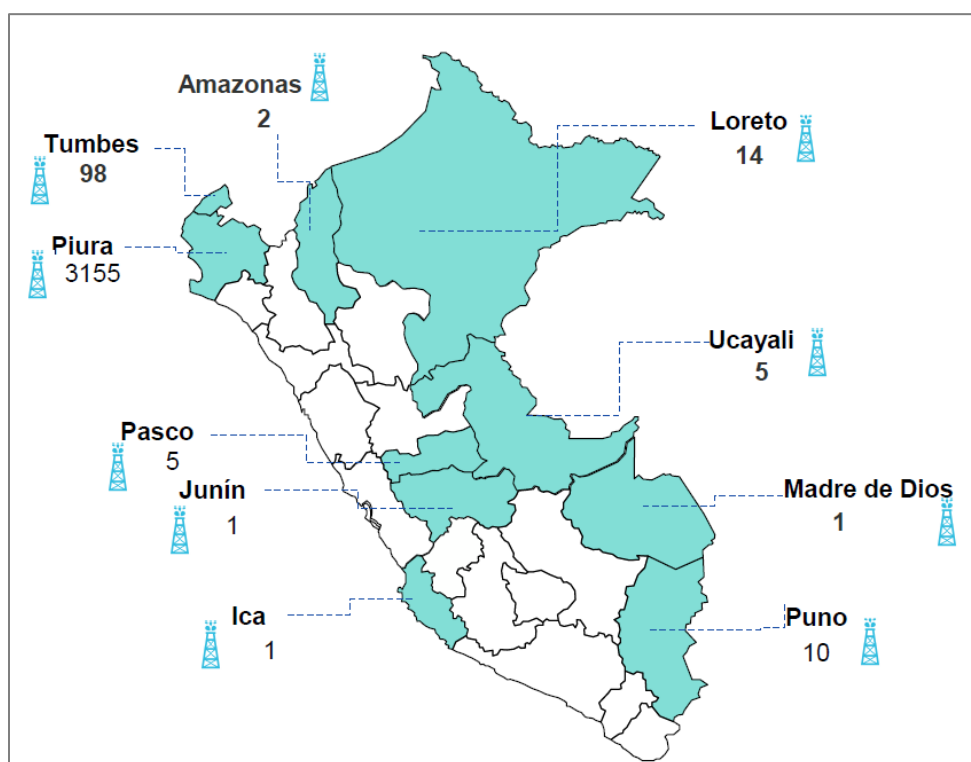 Amazonas
2
Loreto
14
Tumbes
98
Piura
3155
Ucayali
5
Pasco
5
Junín
1
Madre de Dios
1
Ica
1
Puno
10